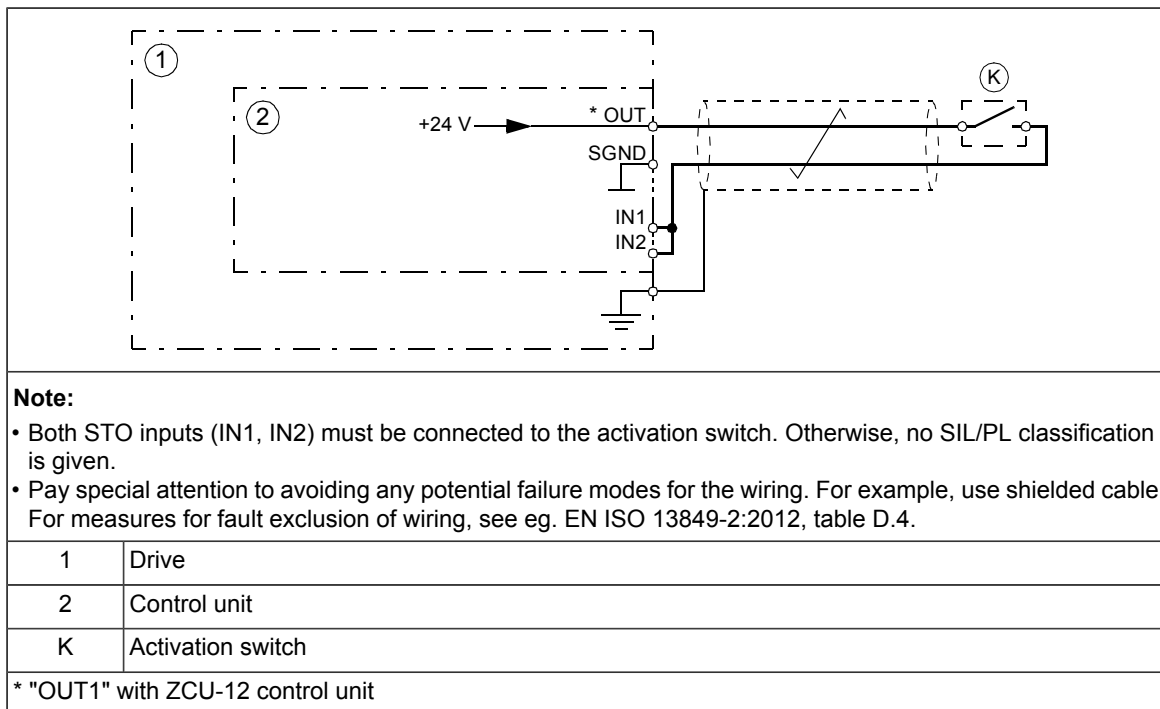 1
2
K
+24 V
* OUT
SGND
IN1
IN2
Note:
• Both STO inputs (IN1, IN2) must be connected to the activation switch. Otherwise, no SIL/PL classification
is given.
• Pay special attention to avoiding any potential failure modes for the wiring. For example, use shielded cable
For measures for fault exclusion of wiring, see eg. EN ISO 13849-2:2012, table D.4.
1 Drive
2 Control unit
K Activation switch
* "OUT1" with ZCU-12 control unit